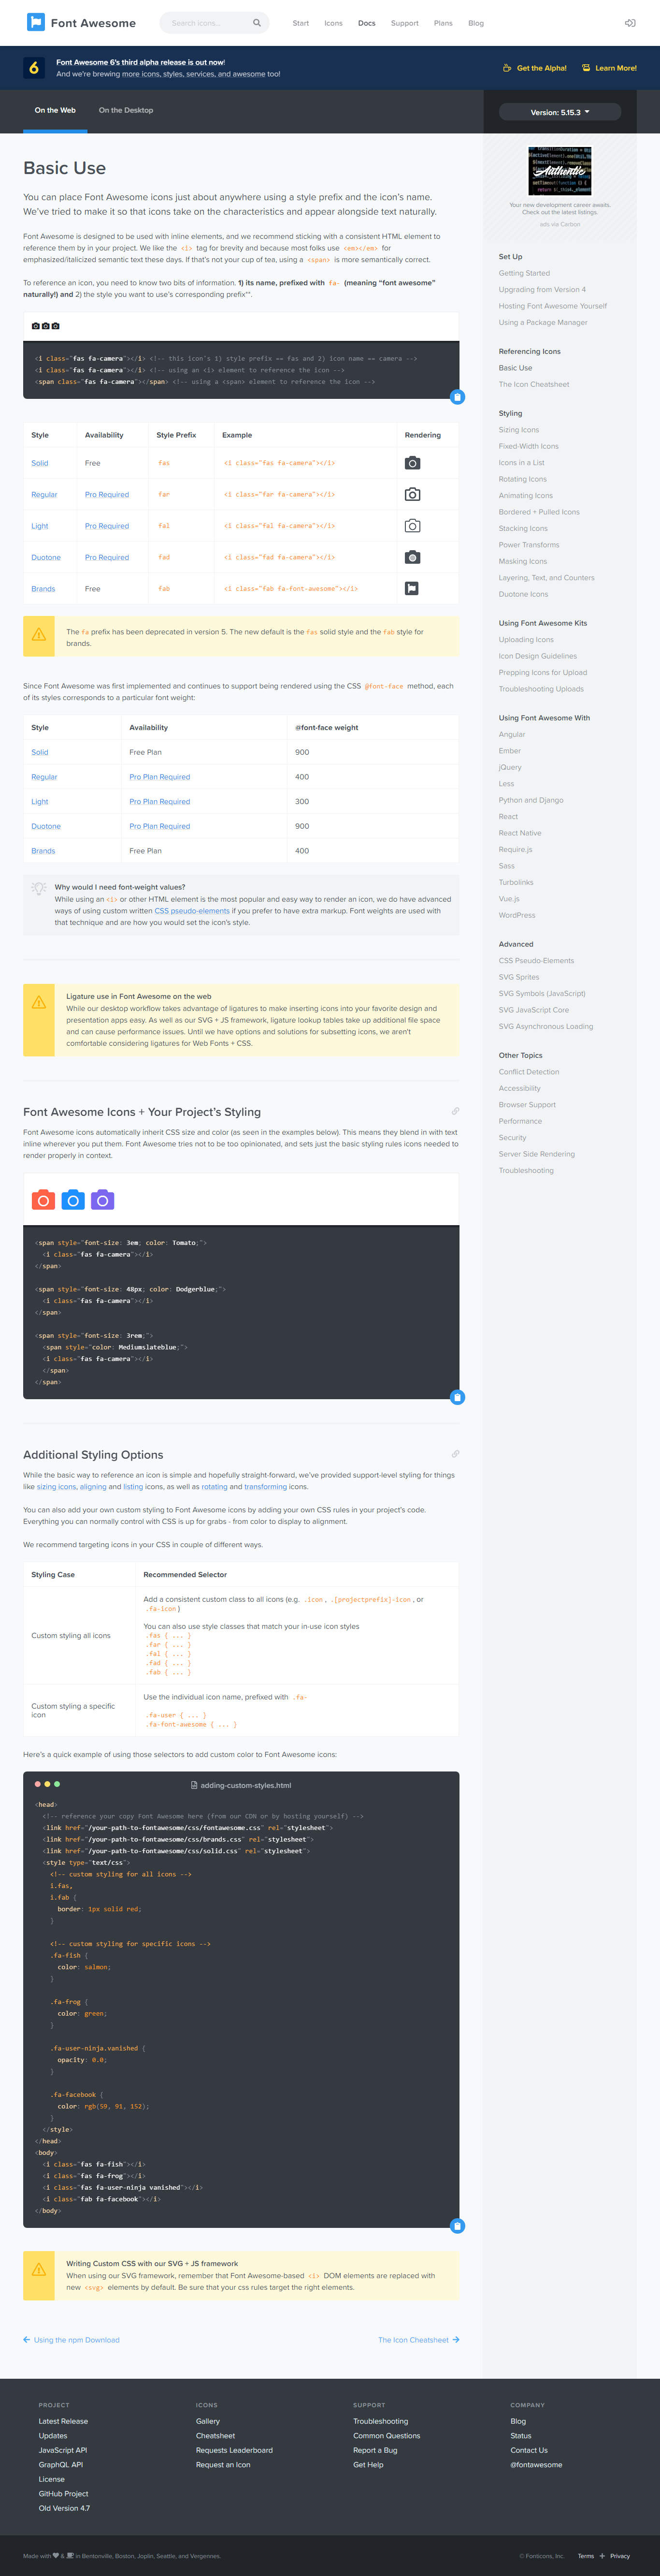 Font Awesome
Search icons...
Start Icons Docs Support Plans Blog
6
Font Awesome 6's third alpha release is out now!
And we're brewing more icons, styles, services, and awesome too!
Get the Alpha! Learn More!
On the Web On the Desktop
Version: 5.15.3
Basic Use
You can place Font Awesome icons just about anywhere using a style prefix and the icon's name.
We've tried to make it so that icons take on the characteristics and appear alongside text naturally.
Font Awesome is designed to be used with inline elements, and we recommend sticking with a consistent HTML element to
reference them by in your project. We like the <i> tag for brevity and because most folks use <em></em> for
emphasized/italicized semantic text these days. If that's not your cup of tea, using a <span> is more semantically correct.
To reference an icon, you need to know two bits of information. 1) its name, prefixed with fa- (meaning "font awesome"
naturally!) and 2) the style you want to use's corresponding prefix**.
<i class="fas fa-camera"></i> <!-- this icon's 1) style prefix == fas and 2) icon name == camera -->
<i class="fas fa-camera"></i> <!-- using an <i> element to reference the icon -->
<span class="fas fa-camera"></span> <!-- using a <span> element to reference the icon -->
Style Availability Style Prefix Example Rendering
Solid Free fas <i class="fas fa-camera"></i>
Regular Pro Required far <i class="far fa-camera"></i>
Light Pro Required fal <i class="fal fa-camera"></i>
Duotone Pro Required fad <i class="fad fa-camera"></i>
Brands Free fab <i class="fab fa-font-awesome"></i>
The fa prefix has been deprecated in version 5. The new default is the fas solid style and the fab style for
brands.
Since Font Awesome was first implemented and continues to support being rendered using the CSS @font-face method, each
of its styles corresponds to a particular font weight:
Style Availability @font-face weight
Solid Free Plan 900
Regular Pro Plan Required 400
Light Pro Plan Required 300
Duotone Pro Plan Required 900
Brands Free Plan 400
Why would I need font-weight values?
While using an <i> or other HTML element is the most popular and easy way to render an icon, we do have advanced
ways of using custom written CSS pseudo-elements if you prefer to have extra markup. Font weights are used with
that technique and are how you would set the icon's style.
Ligature use in Font Awesome on the web
While our desktop workflow takes advantage of ligatures to make inserting icons into your favorite design and
presentation apps easy. As well as our SVG + JS framework, ligature lookup tables take up additional file space
and can cause performance issues. Until we have options and solutions for subsetting icons, we aren't
comfortable considering ligatures for Web Fonts + CSS.
Font Awesome Icons + Your Project's Styling
Font Awesome icons automatically inherit CSS size and color (as seen in the examples below). This means they blend in with text
inline wherever you put them. Font Awesome tries not to be too opinionated, and sets just the basic styling rules icons needed to
render properly in context.
<span style="font-size: 3em; color: Tomato;">
<i class="fas fa-camera"></i>
</span>
<span style="font-size: 48px; color: Dodgerblue;">
<i class="fas fa-camera"></i>
</span>
<span style="font-size: 3rem;">
<span style="color: Mediumslateblue;">
<i class="fas fa-camera"></i>
</span>
</span>
Additional Styling Options
While the basic way to reference an icon is simple and hopefully straight-forward, we've provided support-level styling for things
like sizing icons, aligning and listing icons, as well as rotating and transforming icons.
You can also add your own custom styling to Font Awesome icons by adding your own CSS rules in your project's code.
Everything you can normally control with CSS is up for grabs - from color to display to alignment.
We recommend targeting icons in your CSS in couple of different ways.
Styling Case Recommended Selector
Custom styling all icons
Add a consistent custom class to all icons (e.g. .icon, .[projectprefix]-icon, or
.fa-icon)
You can also use style classes that match your in-use icon styles
.fas { ... }
.far { ... }
.fal { ... }
.fad { ... }
.fab { ... }
Custom styling a specific
icon
Use the individual icon name, prefixed with .fa-
.fa-user { ... }
.fa-font-awesome { ... }
Here's a quick example of using those selectors to add custom color to Font Awesome icons:
adding-custom-styles.html
<head>
<!-- reference your copy Font Awesome here (from our CDN or by hosting yourself) -->
<link href="/your-path-to-fontawesome/css/fontawesome.css" rel="stylesheet">
<link href="/your-path-to-fontawesome/css/brands.css" rel="stylesheet">
<link href="/your-path-to-fontawesome/css/solid.css" rel="stylesheet">
<style type="text/css">
<!-- custom styling for all icons -->
i.fas,
i.fab {
border: 1px solid red;
}
<!-- custom styling for specific icons -->
.fa-fish {
color: salmon;
}
.fa-frog {
color: green;
}
.fa-user-ninja.vanished {
opacity: 0.0;
}
.fa-facebook {
color: rgb(59, 91, 152);
}
</style>
</head>
<body>
<i class="fas fa-fish"></i>
<i class="fas fa-frog"></i>
<i class="fas fa-user-ninja vanished"></i>
<i class="fab fa-facebook"></i>
</body>
Writing Custom CSS with our SVG + JS framework
When using our SVG framework, remember that Font Awesome-based <i> DOM elements are replaced with
new <svg> elements by default. Be sure that your css rules target the right elements.
Using the npm Download The Icon Cheatsheet
Authentic
Your new development career awaits.
Check out the latest listings.
ads via Carbon
Set Up
Getting Started
Upgrading from Version 4
Hosting Font Awesome Yourself
Using a Package Manager
Referencing Icons
Basic Use
The Icon Cheatsheet
Styling
Sizing Icons
Fixed-Width Icons
Icons in a List
Rotating Icons
Animating Icons
Bordered + Pulled Icons
Stacking Icons
Power Transforms
Masking Icons
Layering, Text, and Counters
Duotone Icons
Using Font Awesome Kits
Uploading Icons
Icon Design Guidelines
Prepping Icons for Upload
Troubleshooting Uploads
Using Font Awesome With
Angular
Ember
jQuery
Less
Python and Django
React
React Native
Require.js
Sass
Turbolinks
Vue.js
WordPress
Advanced
CSS Pseudo-Elements
SVG Sprites
SVG Symbols (JavaScript)
SVG JavaScript Core
SVG Asynchronous Loading
Other Topics
Conflict Detection
Accessibility
Browser Support
Performance
Security
Server Side Rendering
Troubleshooting
PROJECT
Latest Release
Updates
JavaScript API
GraphQL API
License
GitHub Project
Old Version 4.7
ICONS
Gallery
Cheatsheet
Requests Leaderboard
Request an Icon
SUPPORT
Troubleshooting
Common Questions
Report a Bug
Get Help
COMPANY
Blog
Status
Contact Us
@fontawesome
Made with & in Bentonville, Boston, Joplin, Seattle, and Vergennes.
© Fonticons, Inc. Terms + Privacy